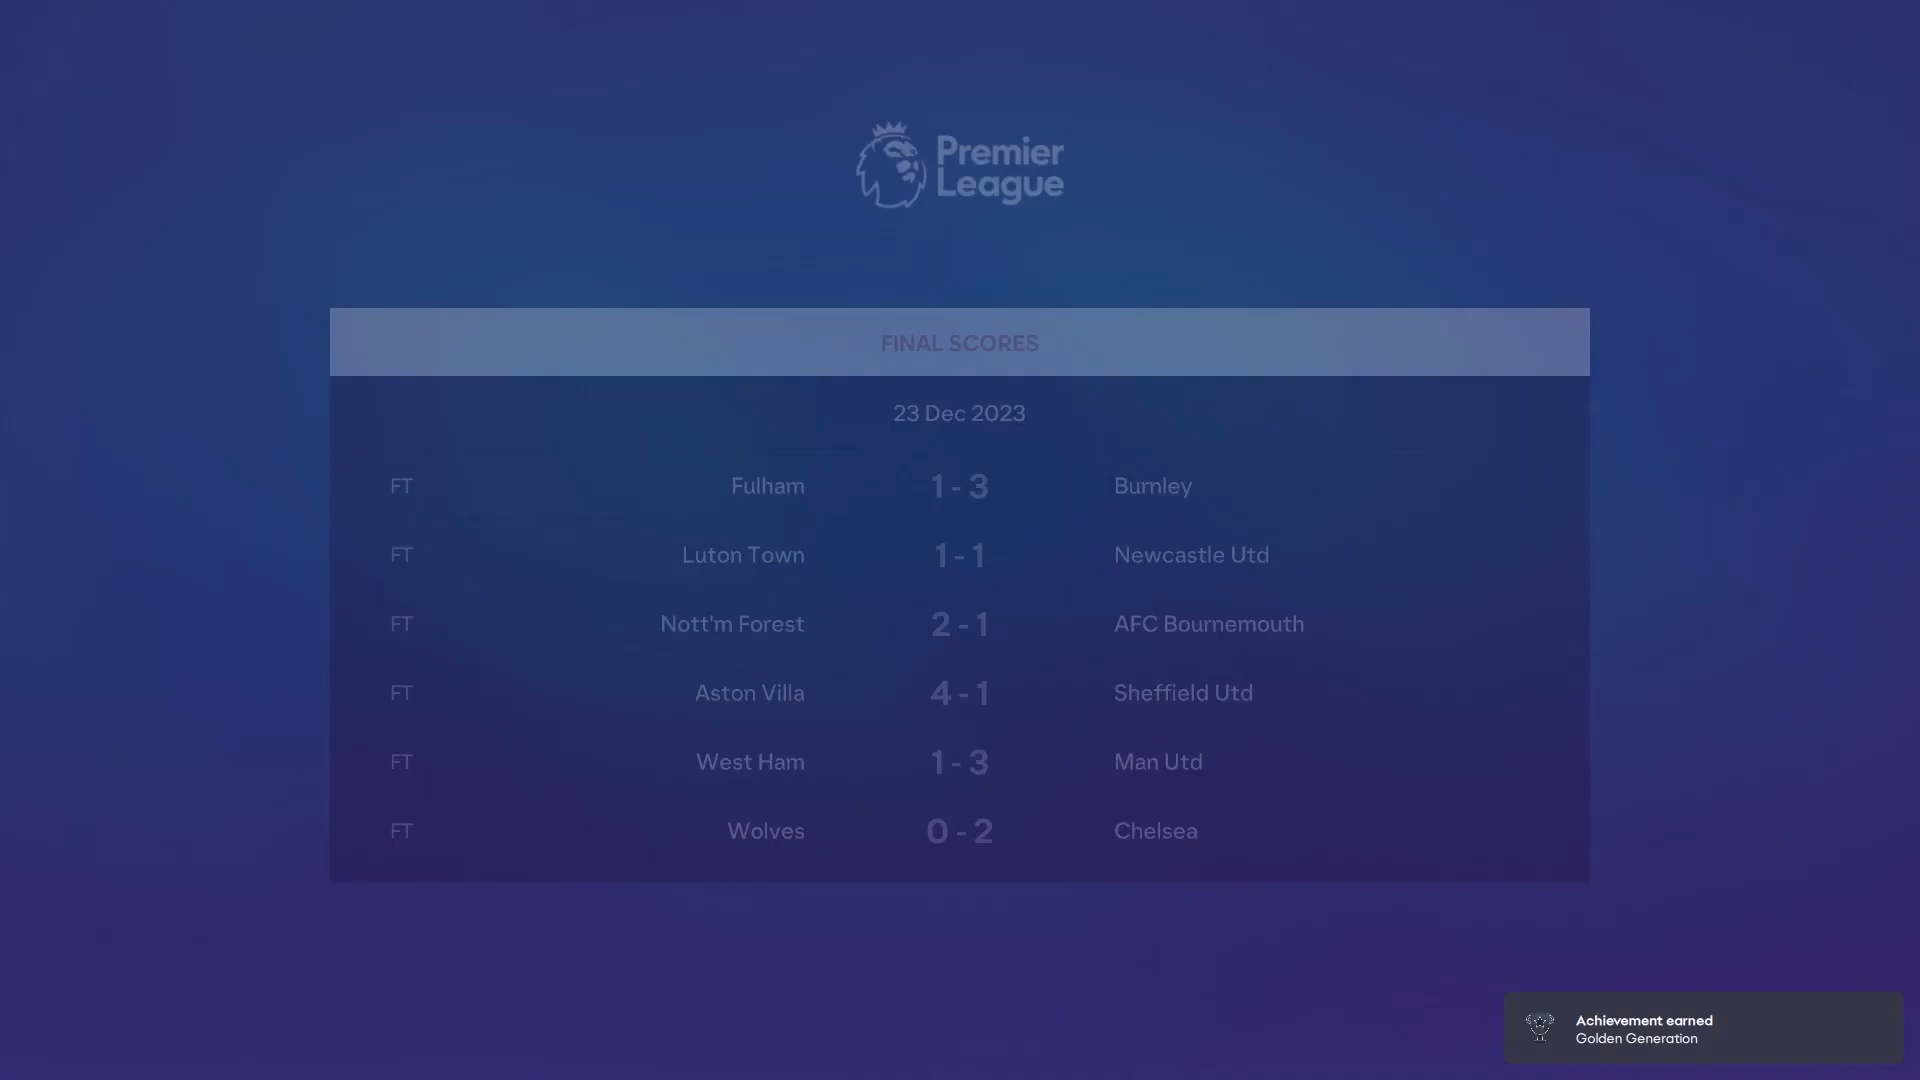 Premier
League
FINAL SCORES
23 Dec 2023
FT Fulham 1 - 3 Burnley
FT Luton Town 1 - 1 Newcastle Utd
FT Nott'm Forest 2 - 1 AFC Bournemouth
FT Aston Villa 4 - 1 Sheffield Utd
FT West Ham 1 - 3 Man Utd
FT Wolves 0 - 2 Chelsea
Achievement earned
Golden Generation